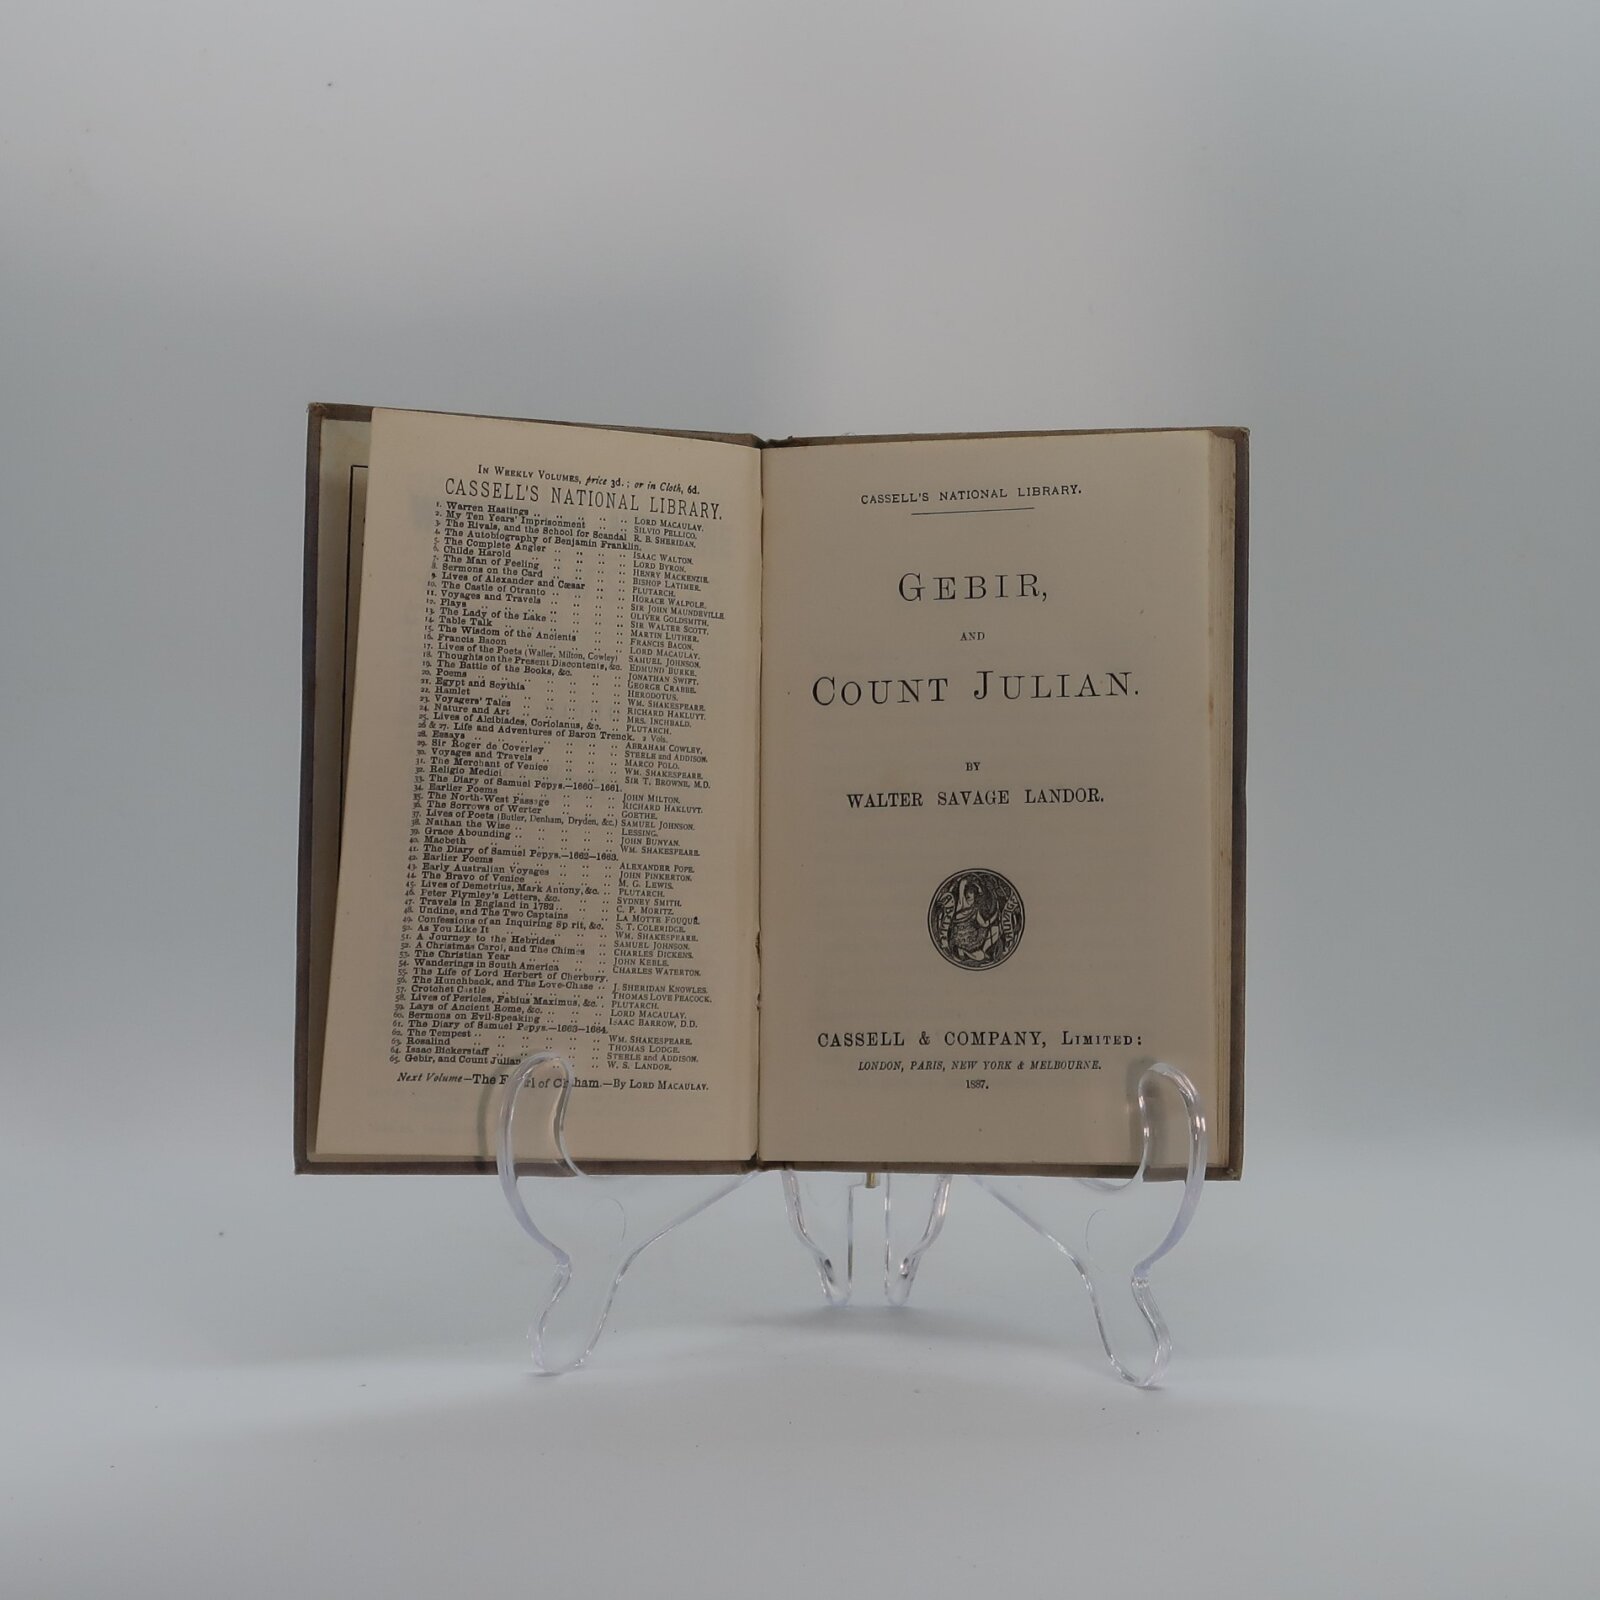 IN WEEKLY VOLUMES, price 3d.; or in Cloth, 6d.
CASSELL'S NATIONAL LIBRARY.
1. Warren Hastings .. .. .. .. .. LORD MACAULAY.
2. My Ten Years' Imprisonment .. .. SILVIO PELLICO.
3. The Rivals, and the School for Scandal R. B. SHERIDAN.
4. The Autobiography of Benjamin Franklin.
5. The Complete Angler .. .. .. .. ISAAC WALTON.
6. Childe Harold .. .. .. .. LORD BYRON.
7. The Man of Feeling .. .. .. .. HENRY MACKENZIE.
8. Sermons on the Card .. .. .. .. BISHOP LATIMER.
9. Lives of Alexander and Cæsar .. .. PLUTARCH.
10. The Castle of Otranto .. .. .. .. HORACE WALPOLE.
11. Voyages and Travels .. .. .. .. SIR JOHN MAUNDEVILLE.
12. Plays .. .. .. .. .. OLIVER GOLDSMITH.
13. The Lady of the Lake .. .. .. .. SIR WALTER SCOTT.
14. Table Talk .. .. .. .. .. MARTIN LUTHER.
15. The Wisdom of the Ancients .. .. FRANCIS BACON.
16. Francis Bacon .. .. .. .. LORD MACAULAY.
17. Lives of the Poets (Waller, Milton, Cowley) SAMUEL JOHNSON.
18. Thoughts on the Present Discontents, &c. EDMUND BURKE.
19. The Battle of the Books, &c. .. .. JONATHAN SWIFT.
20. Poems .. .. .. .. .. GEORGE CRABBE.
21. Egypt and Scythia .. .. .. .. HERODOTUS.
22. Hamlet .. .. .. .. .. WM. SHAKESPEARE.
23. Voyagers' Tales .. .. .. .. RICHARD HAKLUYT.
24. Nature and Art .. .. .. .. MRS. INCHBALD.
25. Lives of Alcibiades, Coriolanus, &c. .. PLUTARCH.
26 & 27. Life and Adventures of Baron Trenck. 2 Vols.
28. Essays .. .. .. .. .. ABRAHAM COWLEY.
29. Sir Roger de Coverley .. .. .. STEELE and ADDISON.
30. Voyages and Travels .. .. .. MARCO POLO.
31. The Merchant of Venice .. .. .. WM. SHAKESPEARE.
32. Religio Medici .. .. .. .. SIR T. BROWNE, M.D.
33. The Diary of Samuel Pepys.—1660-1661.
34. Earlier Poems .. .. .. .. JOHN MILTON.
35. The North-West Passage .. .. .. RICHARD HAKLUYT.
36. The Sorrows of Werter .. .. .. GOETHE.
37. Lives of Poets (Butler, Denham, Dryden, &c.) SAMUEL JOHNSON.
38. Nathan the Wise .. .. .. .. LESSING.
39. Grace Abounding .. .. .. .. JOHN BUNYAN.
40. Macbeth .. .. .. .. .. WM. SHAKESPEARE.
41. The Diary of Samuel Pepys.—1662-1663.
42. Earlier Poems .. .. .. .. ALEXANDER POPE.
43. Early Australian Voyages .. .. .. JOHN PINKERTON.
44. The Bravo of Venice .. .. .. M. G. LEWIS.
45. Lives of Demetrius, Mark Antony, &c. .. PLUTARCH.
46. Peter Plymley's Letters, &c. .. .. SYDNEY SMITH.
47. Travels in England in 1782 .. .. .. C. P. MORITZ.
48. Undine, and The Two Captains .. .. LA MOTTE FOUQUÉ.
49. Confessions of an Inquiring Spirit, &c. S. T. COLERIDGE.
50. As You Like It .. .. .. .. WM. SHAKESPEARE.
51. A Journey to the Hebrides .. .. SAMUEL JOHNSON.
52. A Christmas Carol, and The Chimes .. CHARLES DICKENS.
53. The Christian Year .. .. .. .. JOHN KEBLE.
54. Wanderings in South America .. .. CHARLES WATERTON.
55. The Life of Lord Herbert of Cherbury.
56. The Hunchback, and The Love-Chase .. J. SHERIDAN KNOWLES.
57. Crotchet Castle .. .. .. .. THOMAS LOVE PEACOCK.
58. Lives of Pericles, Fabius Maximus, &c. .. PLUTARCH.
59. Lays of Ancient Rome, &c. .. .. LORD MACAULAY.
60. Sermons on Evil-Speaking .. .. .. ISAAC BARROW, D.D.
61. The Diary of Samuel Pepys.—1663-1664.
62. The Tempest .. .. .. .. WM. SHAKESPEARE.
63. Rosalind .. .. .. .. THOMAS LODGE.
64. Isaac Bickerstaff .. .. .. STEELE and ADDISON.
65. Gebir, and Count Julian .. .. .. W. S. LANDOR.
Next Volume—The Earl of Chatham.—By LORD MACAULAY.
CASSELL'S NATIONAL LIBRARY.
GEBIR,
AND
COUNT JULIAN.
BY
WALTER SAVAGE LANDOR.
CASSELL & COMPANY, LIMITED:
LONDON, PARIS, NEW YORK & MELBOURNE.
1887.